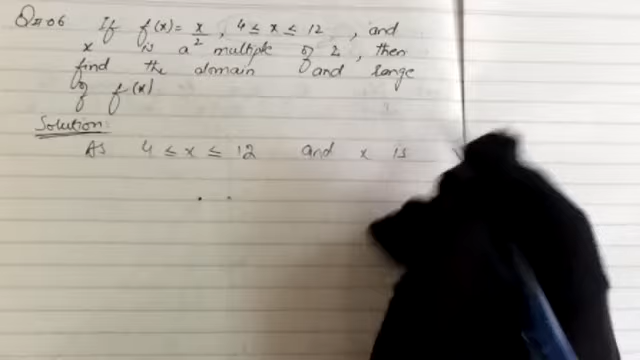 Q#06 If f(x) = x/2, 4 ≤ x ≤ 12, and
x is a multiple of 2, then
find the domain and range
of f(x)
Solution:
As 4 ≤ x ≤ 12 and x is